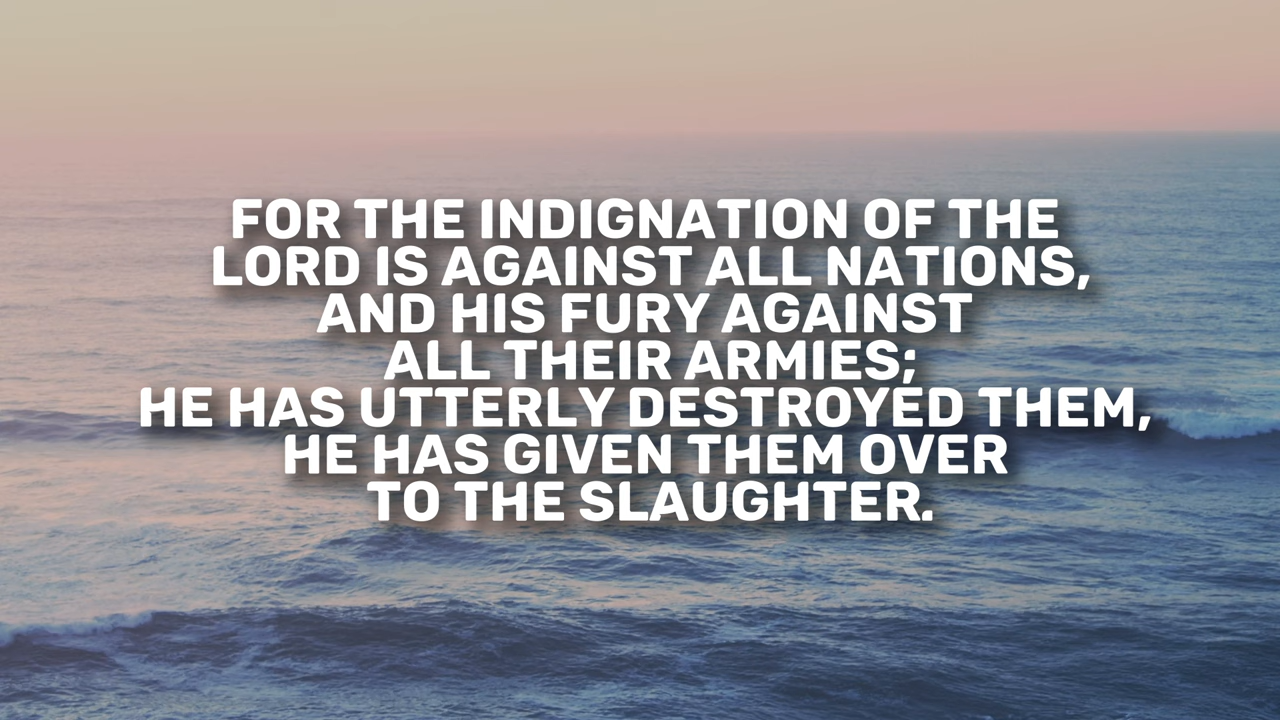 FOR THE INDIGNATION OF THE
LORD IS AGAINST ALL NATIONS,
AND HIS FURY AGAINST
ALL THEIR ARMIES;
HE HAS UTTERLY DESTROYED THEM,
HE HAS GIVEN THEM OVER
TO THE SLAUGHTER.